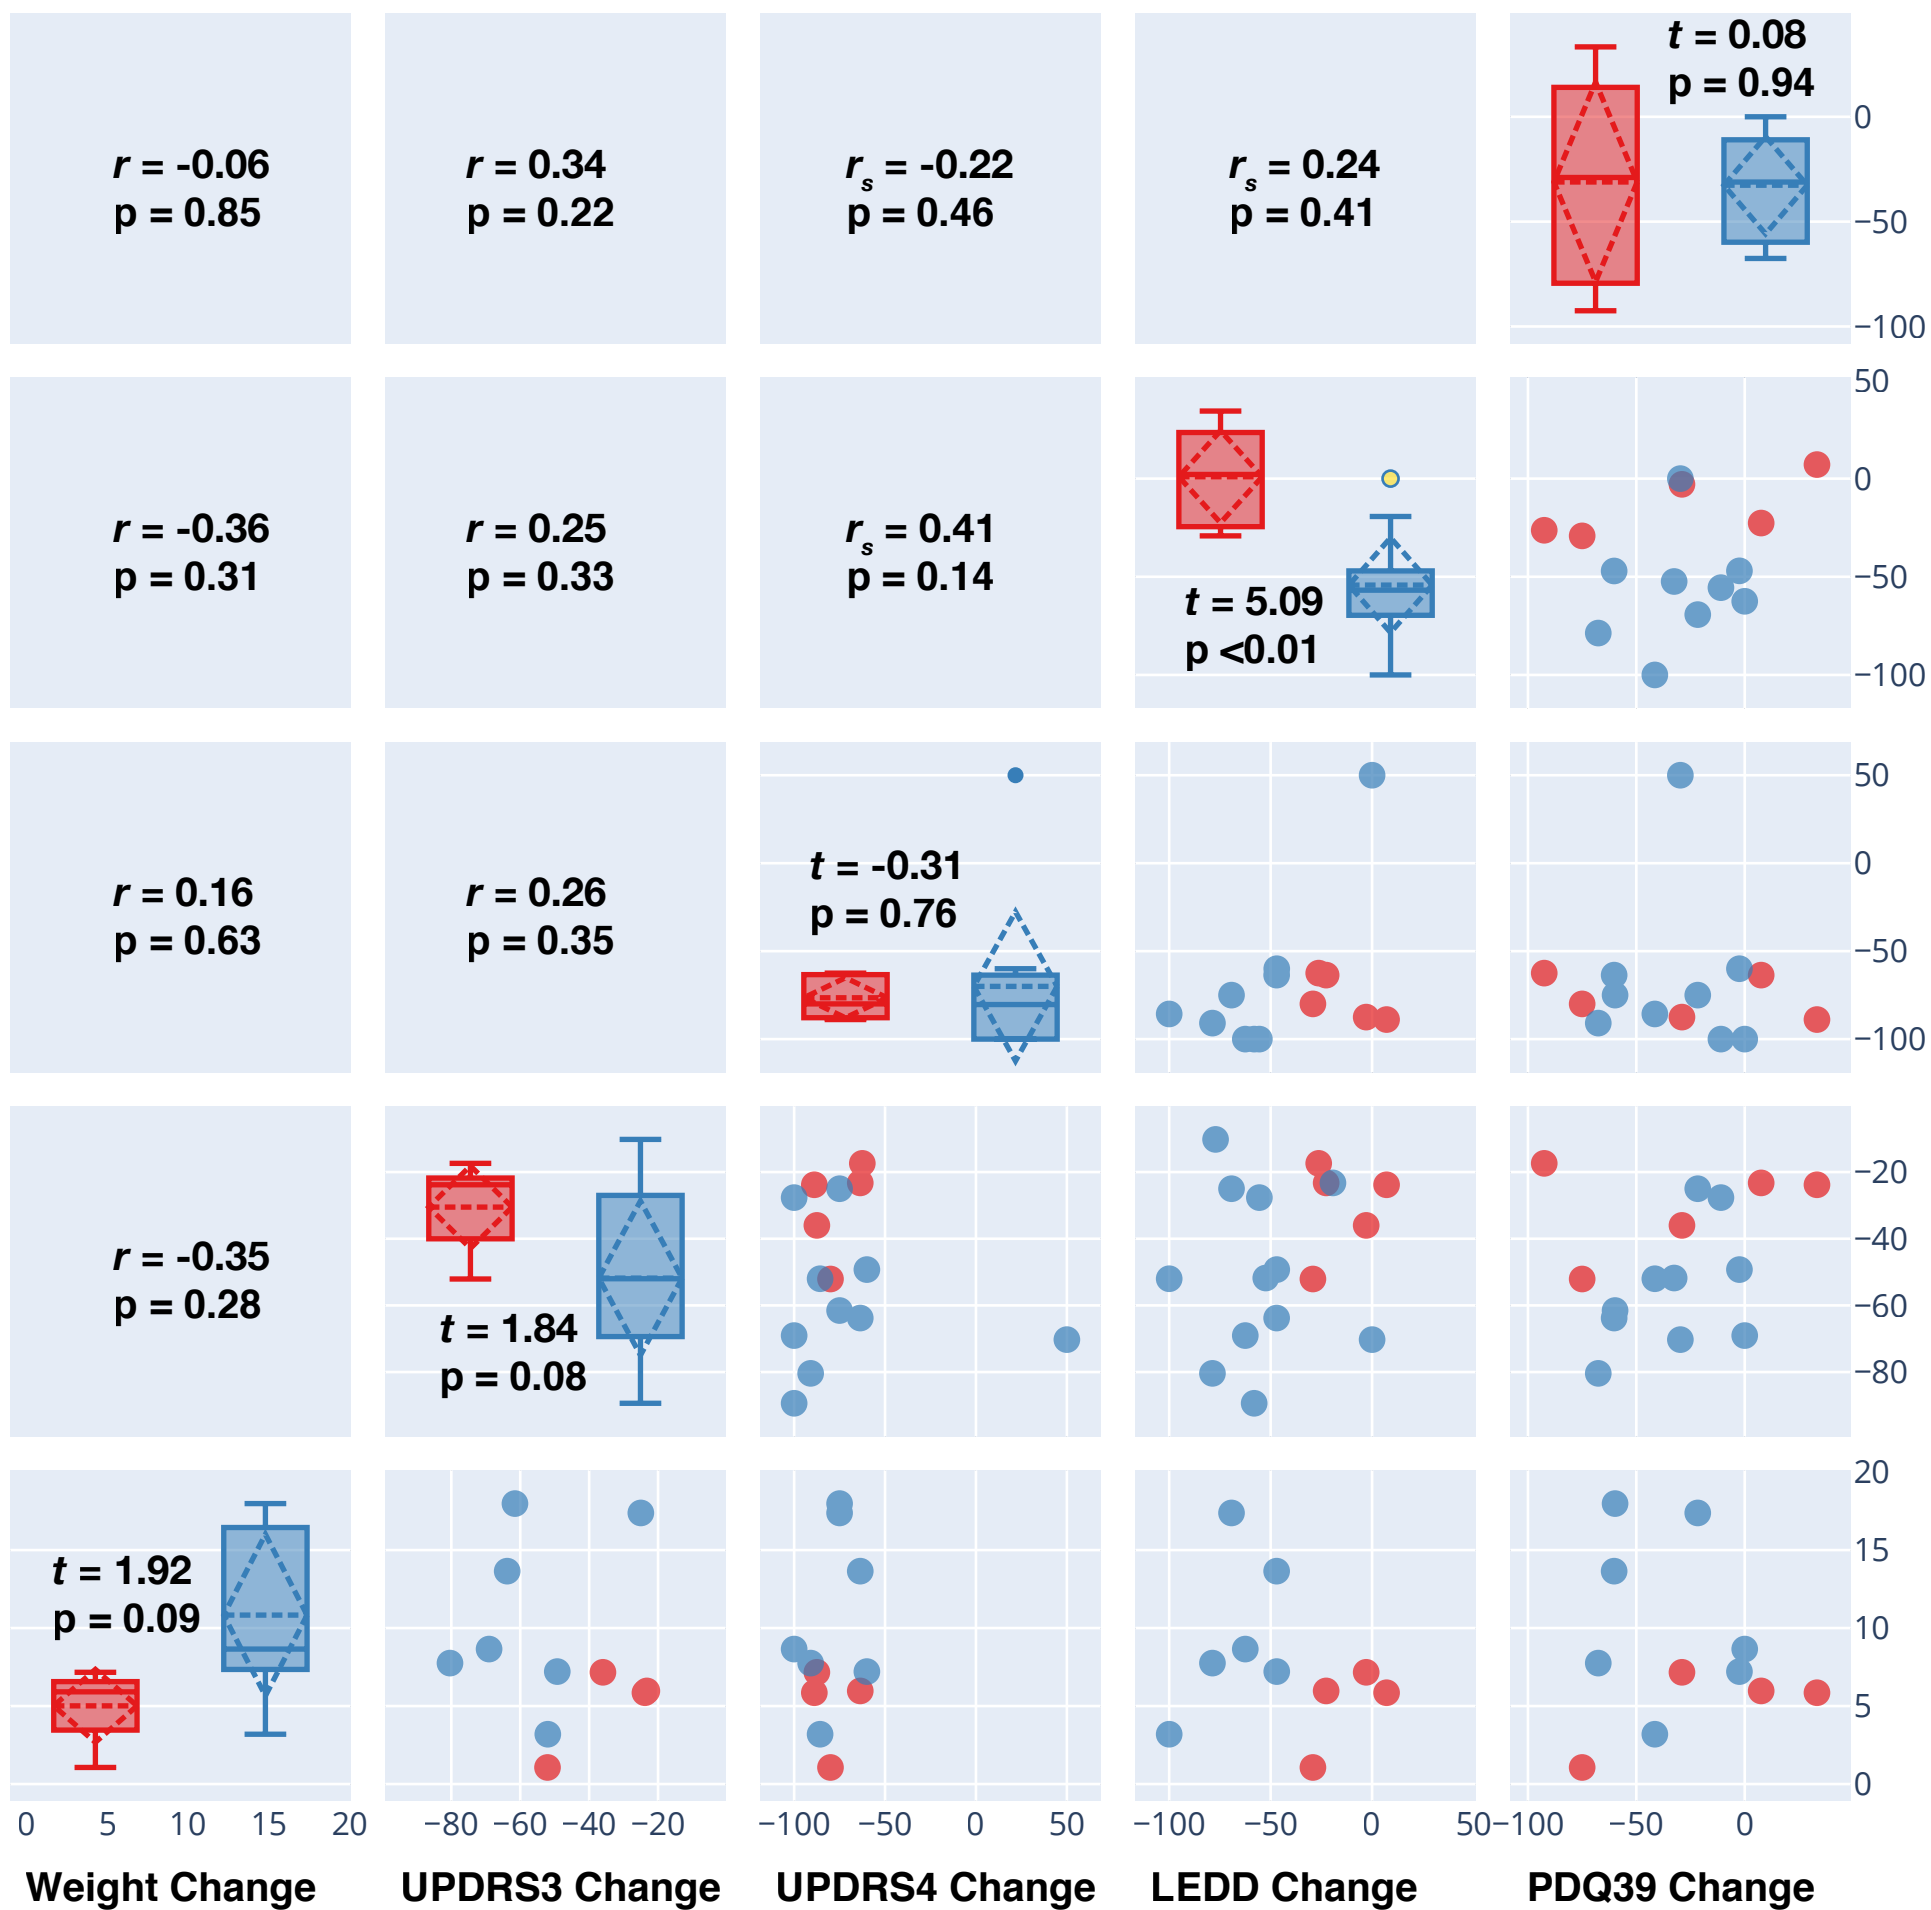 t = 0.08
p = 0.94
r = -0.06
p = 0.85
r = 0.34
p = 0.22
rs = -0.22
p = 0.46
rs = 0.24
p = 0.41
0
−50
−100
r = -0.36
p = 0.31
r = 0.25
p = 0.33
rs = 0.41
p = 0.14
t = 5.09
p <0.01
50
0
−50
−100
r = 0.16
p = 0.63
r = 0.26
p = 0.35
t = -0.31
p = 0.76
50
0
−50
−100
r = -0.35
p = 0.28
t = 1.84
p = 0.08
−20
−40
−60
−80
t = 1.92
p = 0.09
20
15
10
5
0
0 5 10 15 20 −80 −60 −40 −20 −100 −50 0 50 −100 −50 0 50 −100 −50 0
Weight Change UPDRS3 Change UPDRS4 Change LEDD Change PDQ39 Change